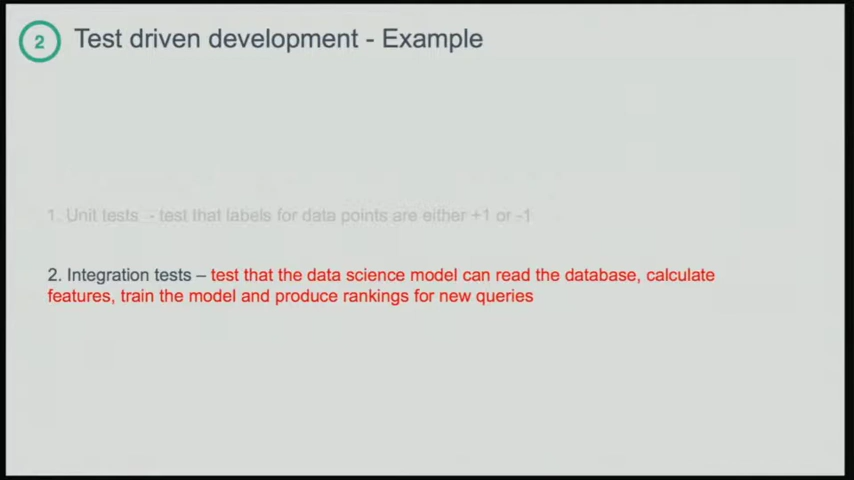 2
Test driven development - Example
1. Unit tests - test that labels for data points are either +1 or -1
2. Integration tests – test that the data science model can read the database, calculate
features, train the model and produce rankings for new queries